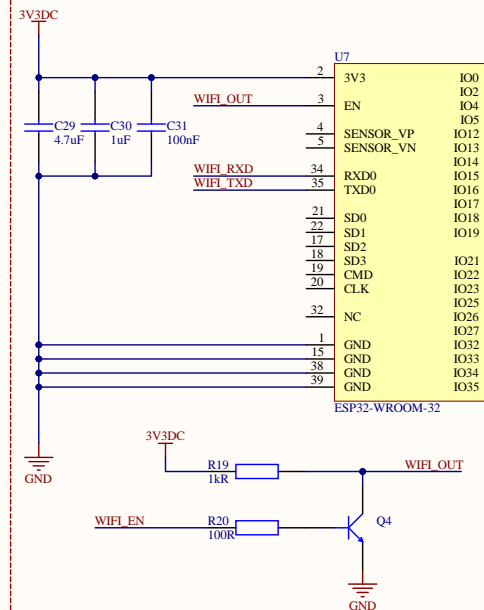 3V3DC
U7
2 3V3 IO0
IO2
WIFI_OUT 3 EN IO4
IO5
C29 C30 C31 4 SENSOR_VP IO12
4.7uF 1uF 100nF 5 SENSOR_VN IO13
IO14
WIFI_RXD 34 RXD0 IO15
WIFI_TXD 35 TXD0 IO16
IO17
21 SD0 IO18
22 SD1 IO19
17 SD2
18 SD3 IO21
19 CMD IO22
20 CLK IO23
IO25
32 NC IO26
IO27
1 GND IO32
15 GND IO33
38 GND IO34
39 GND IO35
ESP32-WROOM-32
3V3DC
R19 WIFI_OUT
1kR
GND
WIFI_EN R20 Q4
100R
GND